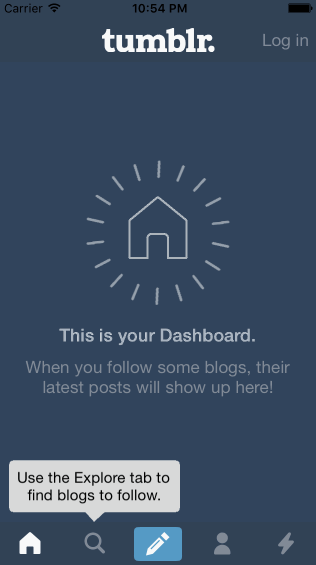 Carrier 10:54 PM
tumblr. Log in
This is your Dashboard.
When you follow some blogs, their
latest posts will show up here!
Use the Explore tab to
find blogs to follow.